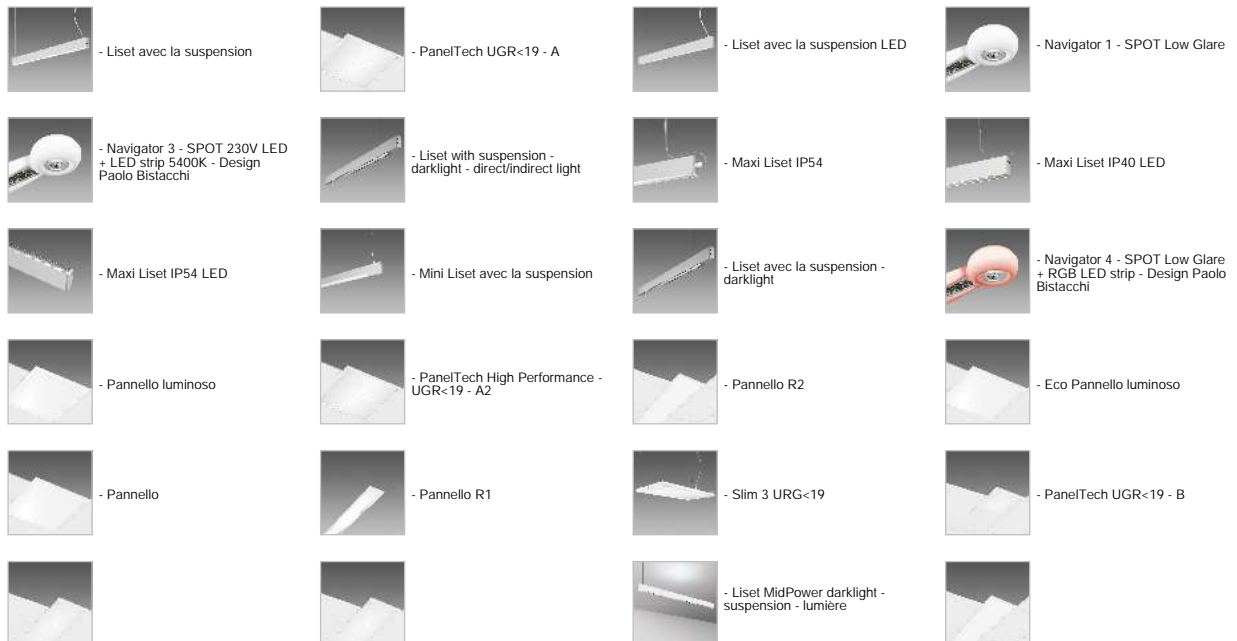 - Liset avec la suspension
- PanelTech UGR<19 - A
- Liset avec la suspension LED
- Navigator 1 - SPOT Low Glare
- Navigator 3 - SPOT 230V LED
+ LED strip 5400K - Design
Paolo Bistacchi
- Liset with suspension -
darklight - direct/indirect light
- Maxi Liset IP54
- Maxi Liset IP40 LED
- Maxi Liset IP54 LED
- Mini Liset avec la suspension
- Liset avec la suspension -
darklight
- Navigator 4 - SPOT Low Glare
+ RGB LED strip - Design Paolo
Bistacchi
- Pannello luminoso
- PanelTech High Performance -
UGR<19 - A2
- Pannello R2
- Eco Pannello luminoso
- Pannello
- Pannello R1
- Slim 3 URG<19
- PanelTech UGR<19 - B
- Liset MidPower darklight -
suspension - lumière